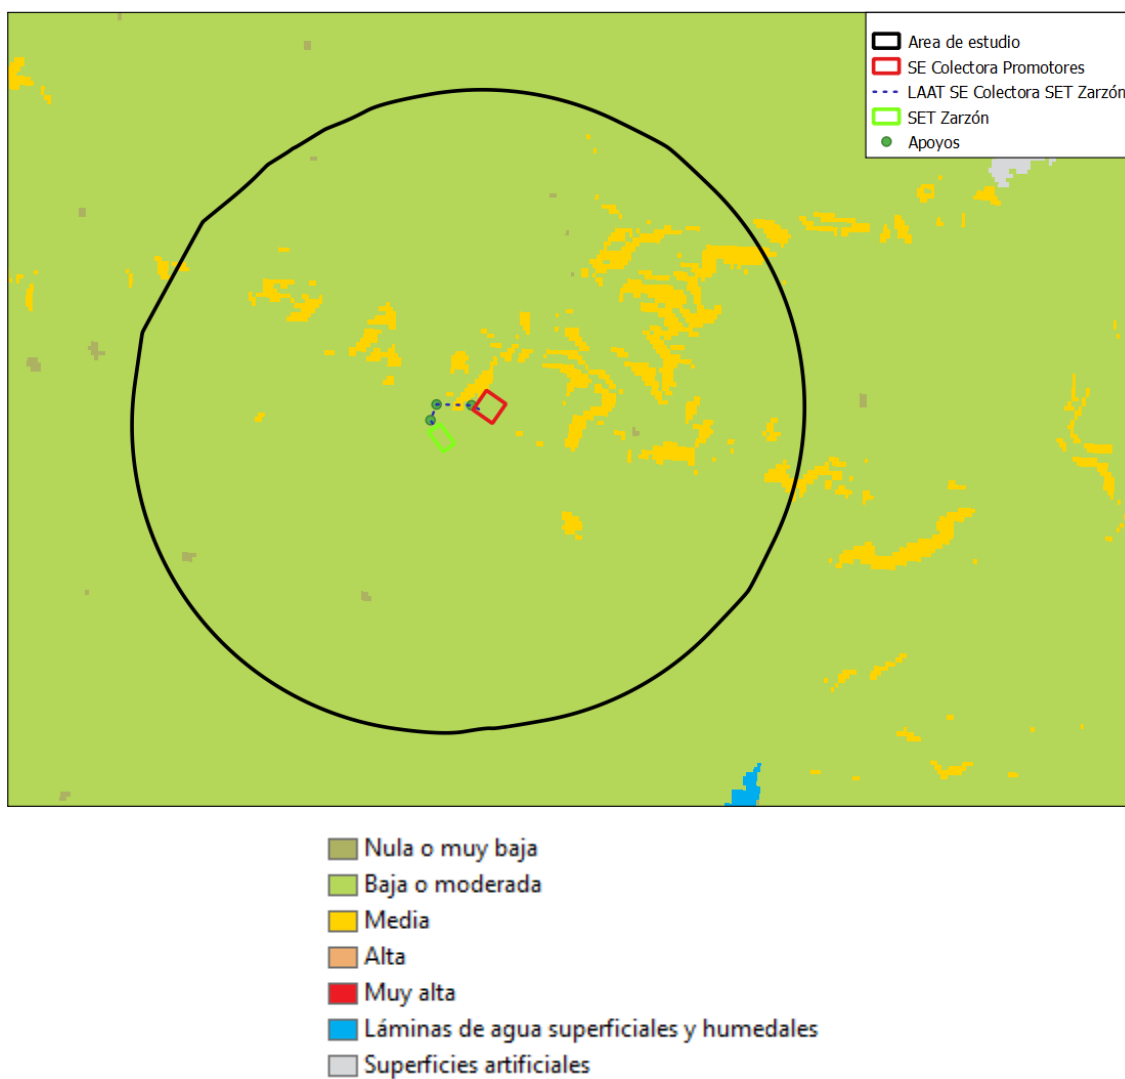 Area de estudio
SE Colectora Promotores
LAAT SE Colectora SET Zarzón
SET Zarzón
Apoyos
Nula o muy baja
Baja o moderada
Media
Alta
Muy alta
Láminas de agua superficiales y humedales
Superficies artificiales